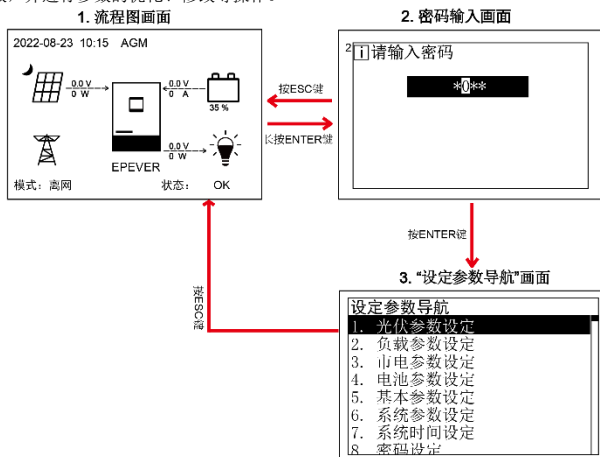 1. 流程图画面
2022-08-23 10:15 AGM
0.0 V
0 W
0.0 V
0 A
35 %
0.0 V
0 W
EPEVER
模式：离网
状态： OK
按ESC键
长按ENTER键
2. 密码输入画面
2 i 请输入密码
*0**
按ENTER键
3. “设定参数导航”画面
设定参数导航
1. 光伏参数设定
2. 负载参数设定
3. 市电参数设定
4. 电池参数设定
5. 基本参数设定
6. 系统参数设定
7. 系统时间设定
8. 密码设定
按ESC键